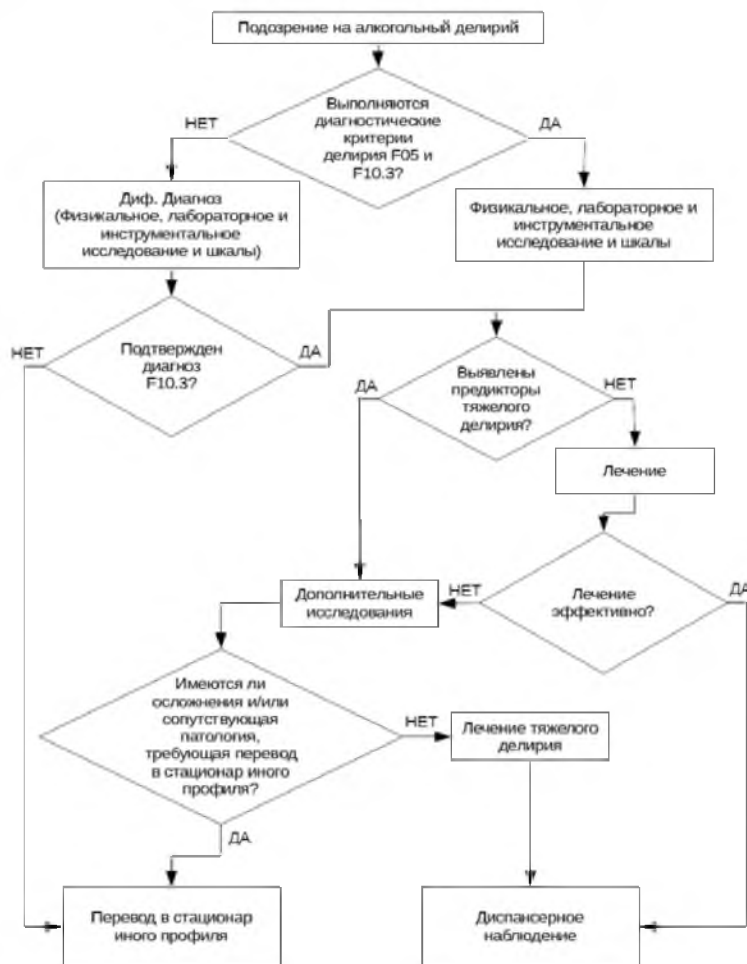 Подозрение на алкогольный делирий
Выполняются
диагностические
критерии
делирия F05 и
F10.3?
НЕТ
ДА
Диф. Диагноз
(Физикальное, лабораторное и
инструментальное
исследование и шкалы)
Физикальное, лабораторное и
инструментальное
исследование и шкалы
НЕТ
Подтвержден
диагноз
F10.3?
ДА
ДА
Выявлены
предикторы
тяжелого
делирия?
НЕТ
Лечение
Дополнительные
исследования
НЕТ
Лечение
эффективно?
ДА
Имеются ли
осложнения и/или
сопутствующая
патология,
требующая перевод
в стационар иного
профиля?
НЕТ
Лечение тяжелого
делирия
ДА
Перевод в стационар
иного профиля
Диспансерное
наблюдение